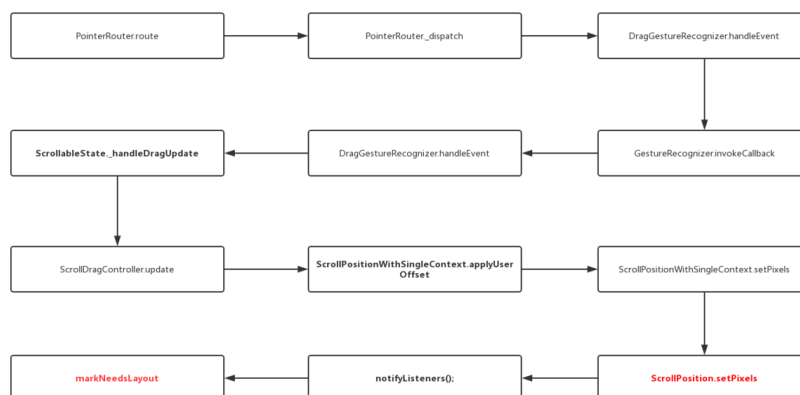 PointerRouter.route
PointerRouter._dispatch
DragGestureRecognizer.handleEvent
ScrollableState._handleDragUpdate
DragGestureRecognizer.handleEvent
GestureRecognizer.invokeCallback
ScrollDragController.update
ScrollPositionWithSingleContext.applyUser
Offset
ScrollPositionWithSingleContext.setPixels
markNeedsLayout
notifyListeners();
ScrollPosition.setPixels